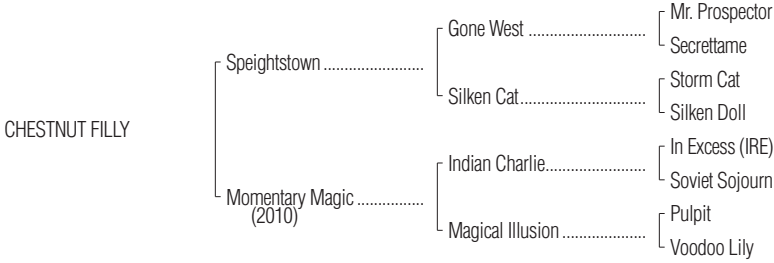 Mr. Prospector
Gone West ..............................
Secrettame
Speightstown .........................
Storm Cat
Silken Cat................................
Silken Doll
CHESTNUT FILLY
In Excess (IRE)
Indian Charlie..........................
Soviet Sojourn
Momentary Magic ................
(2010)
Pulpit
Magical Illusion .....................
Voodoo Lily